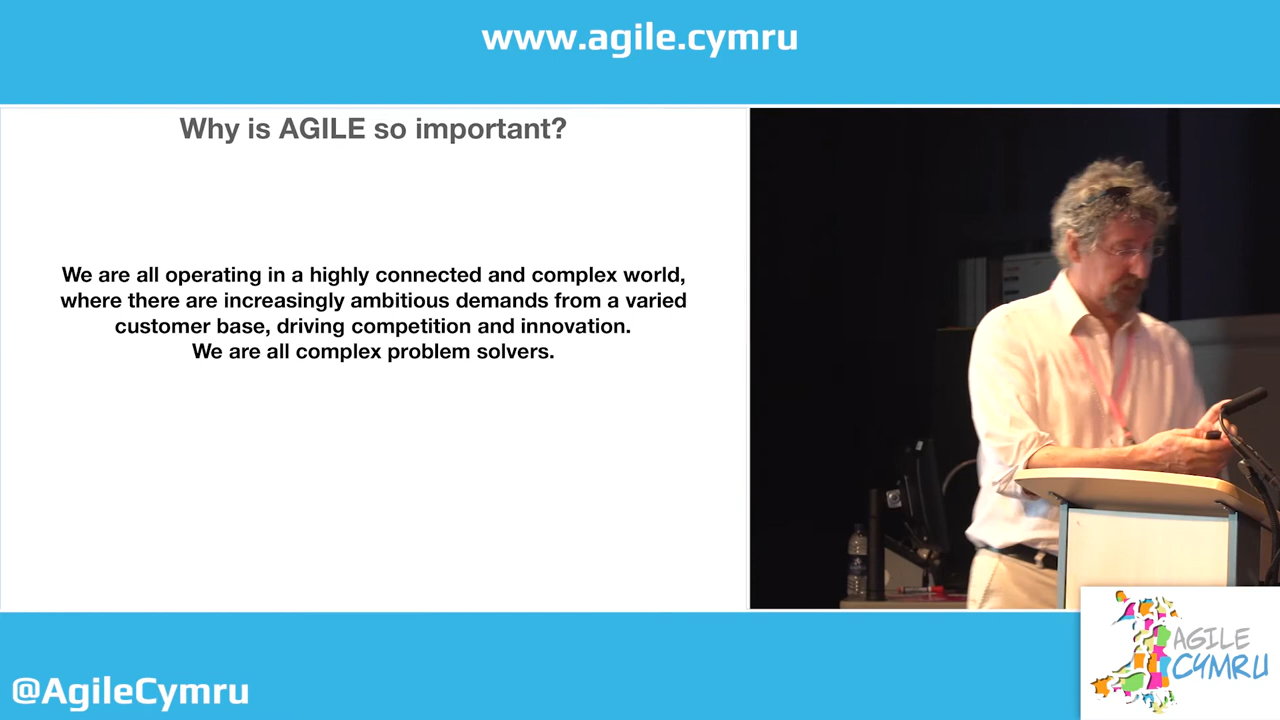 www.agile.cymru
Why is AGILE so important?
We are all operating in a highly connected and complex world,
where there are increasingly ambitious demands from a varied
customer base, driving competition and innovation.
We are all complex problem solvers.
@AgileCymru
AGILE
CYMRU